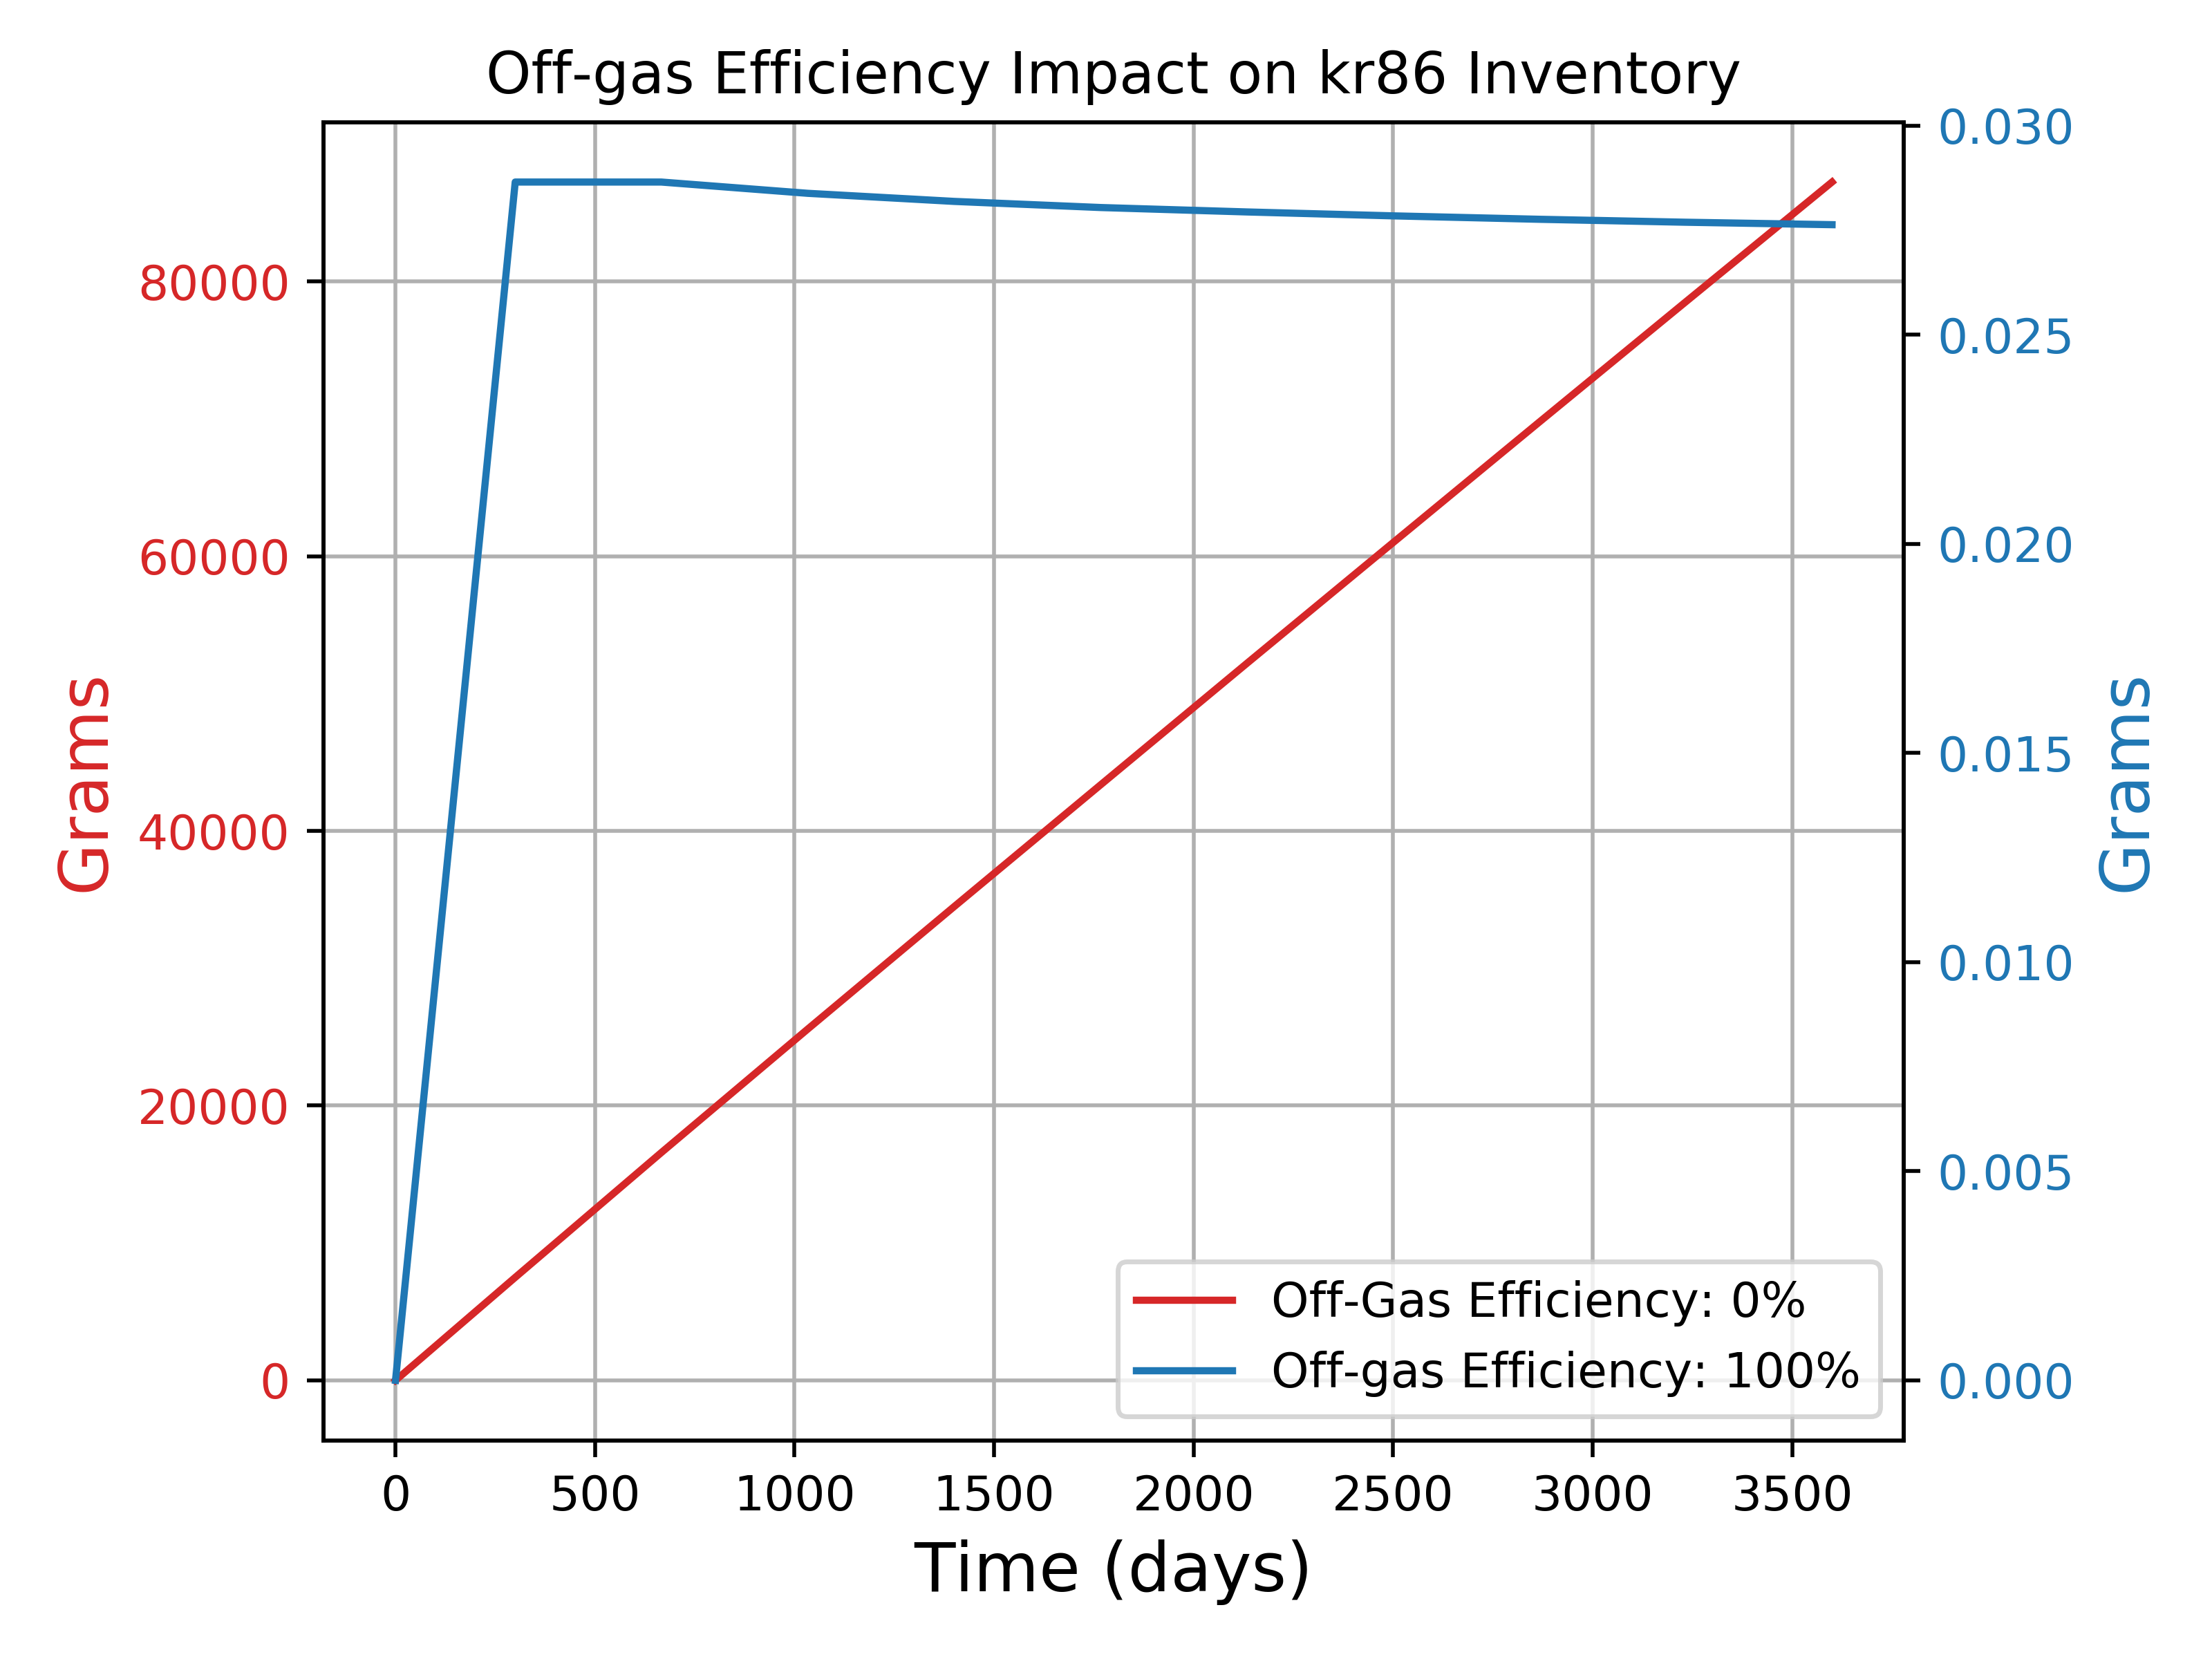 Off-gas Efficiency Impact on kr86 Inventory
80000
60000
40000
20000
0
Grams
0.030
0.025
0.020
0.015
0.010
0.005
0.000
Grams
Off-Gas Efficiency: 0%
Off-gas Efficiency: 100%
0 500 1000 1500 2000 2500 3000 3500
Time (days)